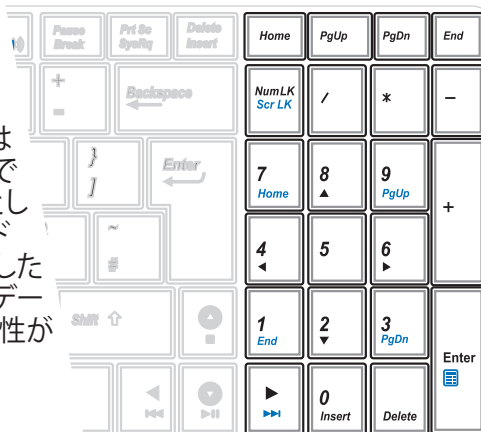 Pause Prt Sc Delete Home PgUp PgDn End
Break SysRq Insert
+ Backspace NumLK / * -
- Scr LK
は
で
し
ド
した
デー
性が
} Enter 7 8 9 +
] Home ▲ PgUp
~ 4 5 6
# ◀ ▶
Shift ⇧ 1 2 3 Enter
End ▼ PgDn
0
Insert Delete